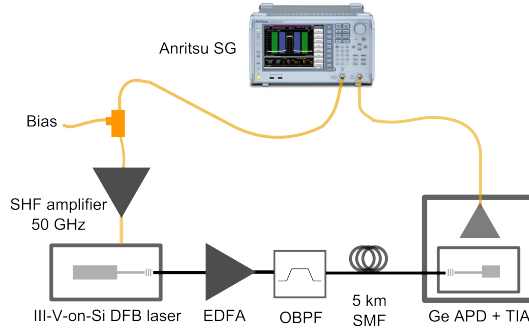 Anritsu SG
Bias
SHF amplifier
50 GHz
III-V-on-Si DFB laser
EDFA
OBPF
5 km
SMF
Ge APD + TIA